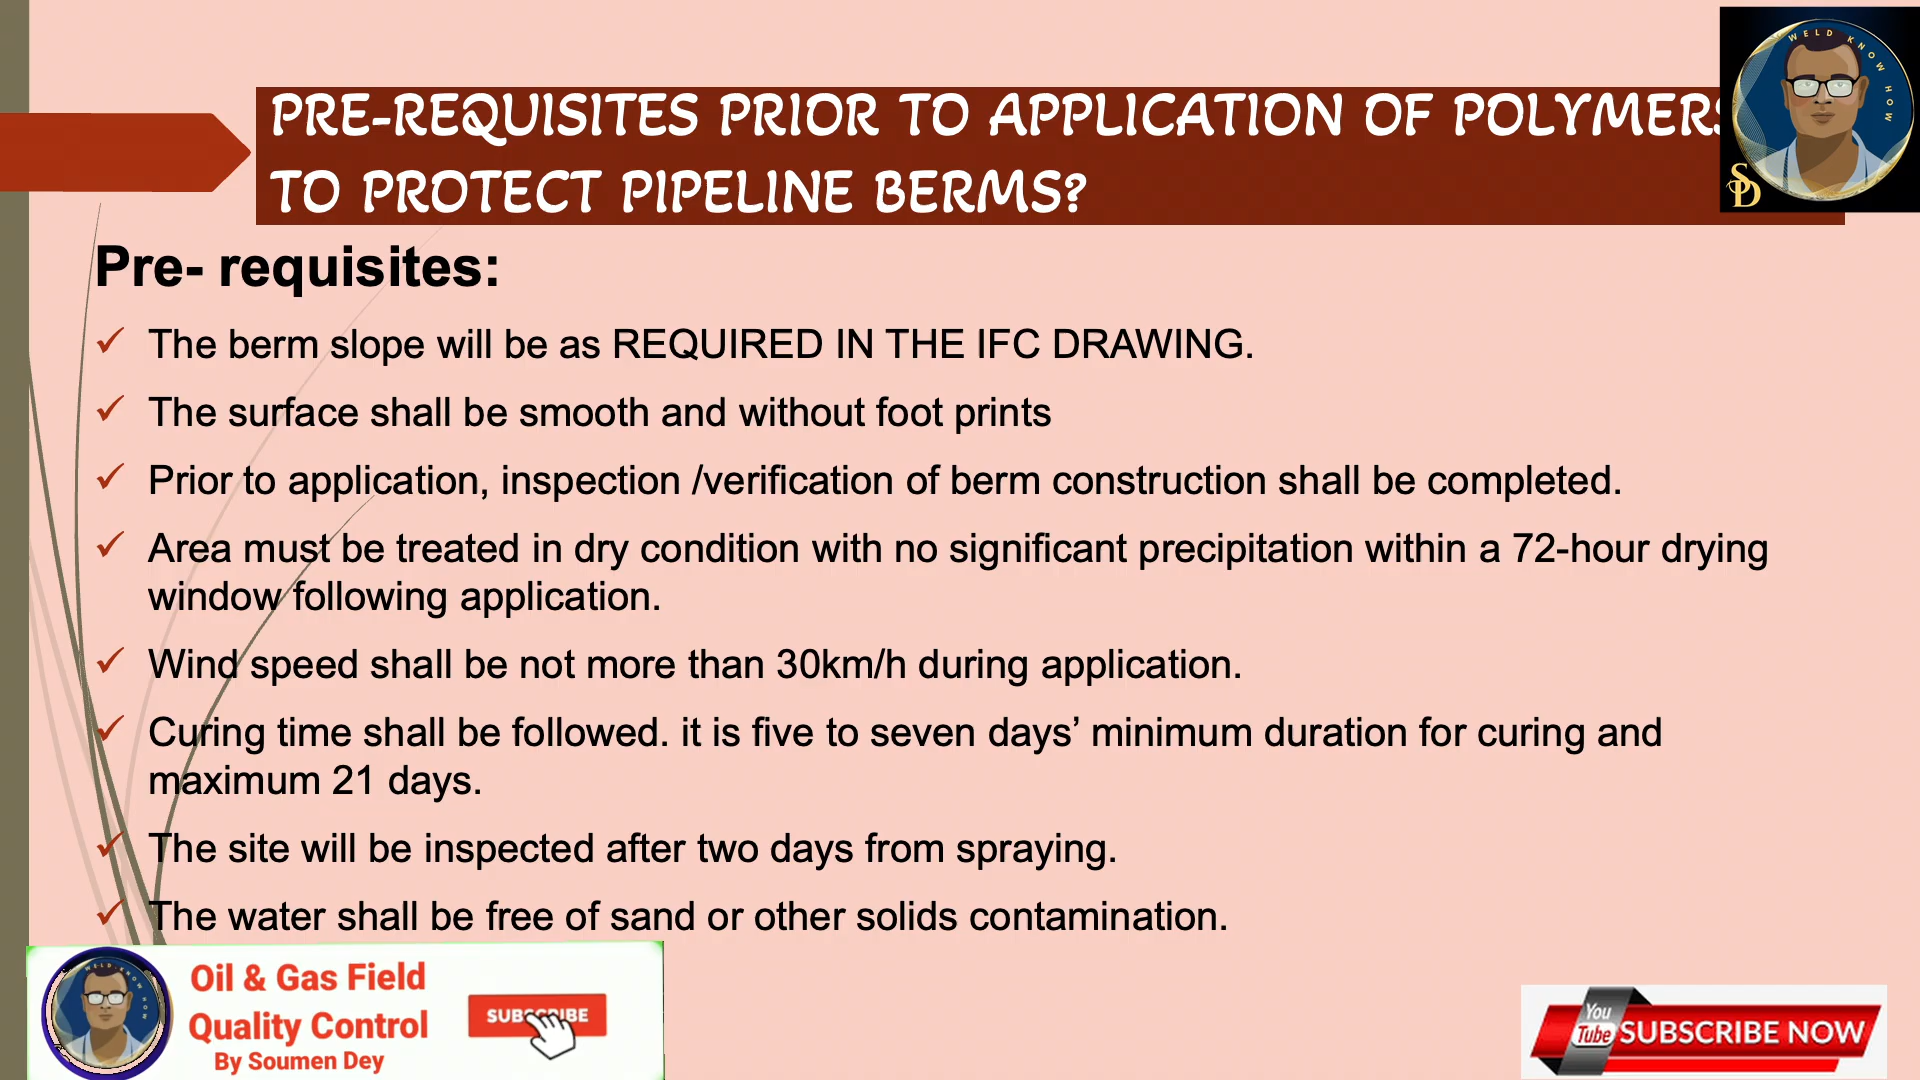 PRE-REQUISITES PRIOR TO APPLICATION OF POLYMERS
TO PROTECT PIPELINE BERMS?
WELD KNOW HOW
SD
Pre- requisites:
The berm slope will be as REQUIRED IN THE IFC DRAWING.
The surface shall be smooth and without foot prints
Prior to application, inspection /verification of berm construction shall be completed.
Area must be treated in dry condition with no significant precipitation within a 72-hour drying
window following application.
Wind speed shall be not more than 30km/h during application.
Curing time shall be followed. it is five to seven days’ minimum duration for curing and
maximum 21 days.
The site will be inspected after two days from spraying.
The water shall be free of sand or other solids contamination.
WELD KNOW HOW
Oil & Gas Field
Quality Control
By Soumen Dey
SUBSCRIBE
You
Tube
SUBSCRIBE NOW